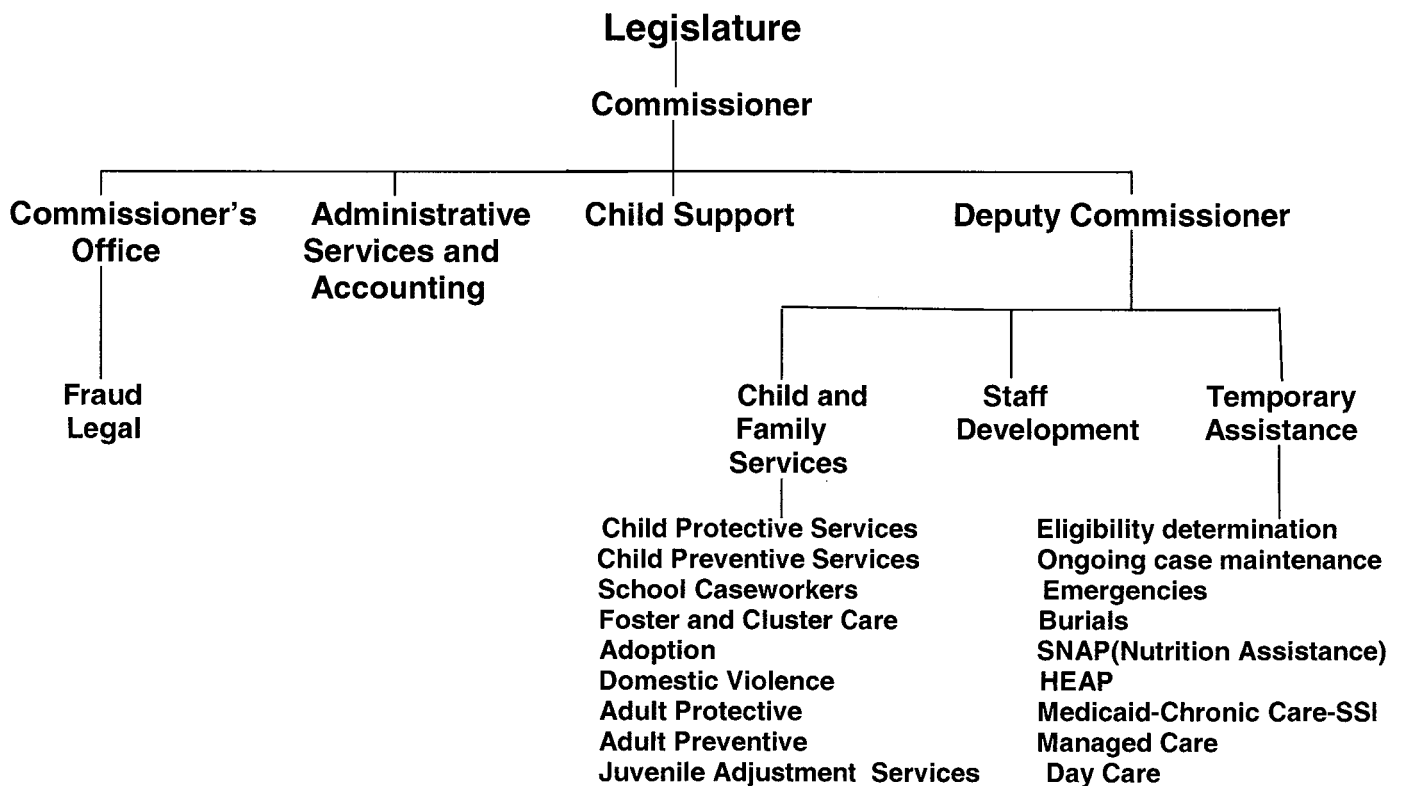 Legislature
Commissioner
Commissioner's
Office
Administrative
Services and
Accounting
Child Support
Deputy Commissioner
Fraud
Legal
Child and
Family
Services
Staff
Development
Temporary
Assistance
Child Protective Services
Child Preventive Services
School Caseworkers
Foster and Cluster Care
Adoption
Domestic Violence
Adult Protective
Adult Preventive
Juvenile Adjustment Services
Eligibility determination
Ongoing case maintenance
Emergencies
Burials
SNAP(Nutrition Assistance)
HEAP
Medicaid-Chronic Care-SSI
Managed Care
Day Care